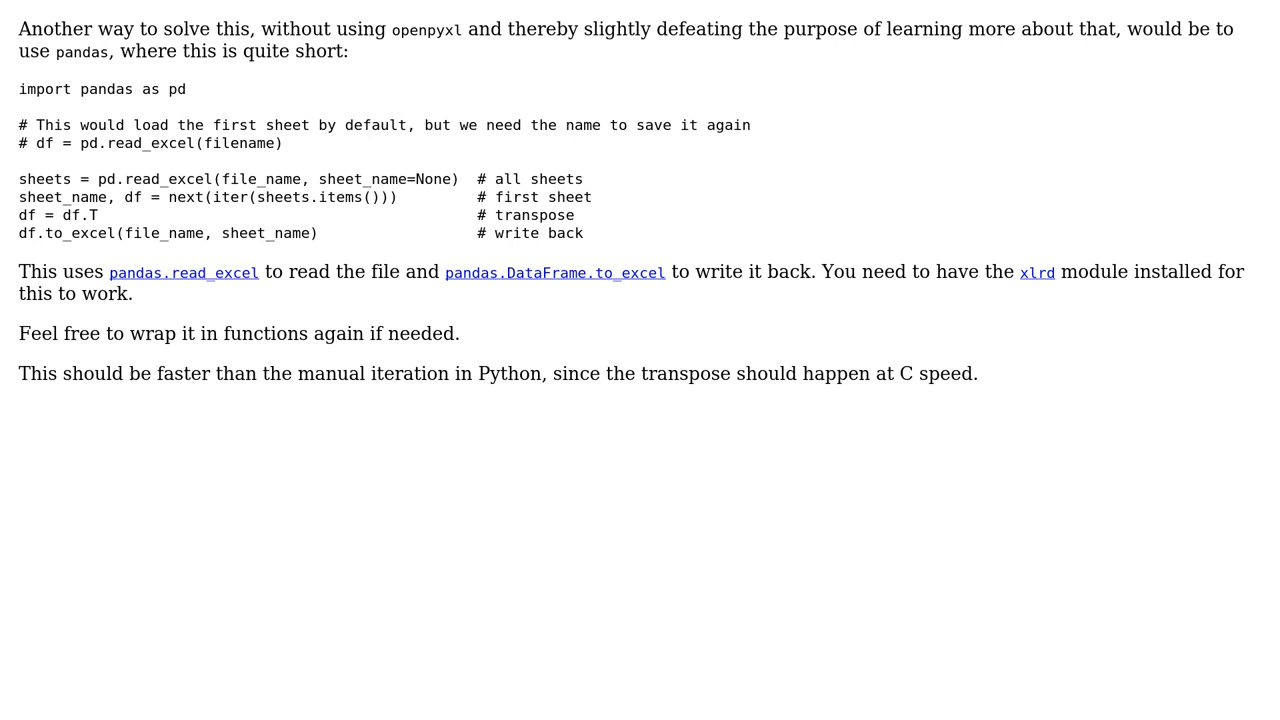 Another way to solve this, without using openpyxl and thereby slightly defeating the purpose of learning more about that, would be to
use pandas, where this is quite short:
import pandas as pd
# This would load the first sheet by default, but we need the name to save it again
# df = pd.read_excel(filename)
sheets = pd.read_excel(file_name, sheet_name=None)  # all sheets
sheet_name, df = next(iter(sheets.items()))         # first sheet
df = df.T                                           # transpose
df.to_excel(file_name, sheet_name)                  # write back
This uses pandas.read_excel to read the file and pandas.DataFrame.to_excel to write it back. You need to have the xlrd module installed for
this to work.
Feel free to wrap it in functions again if needed.
This should be faster than the manual iteration in Python, since the transpose should happen at C speed.